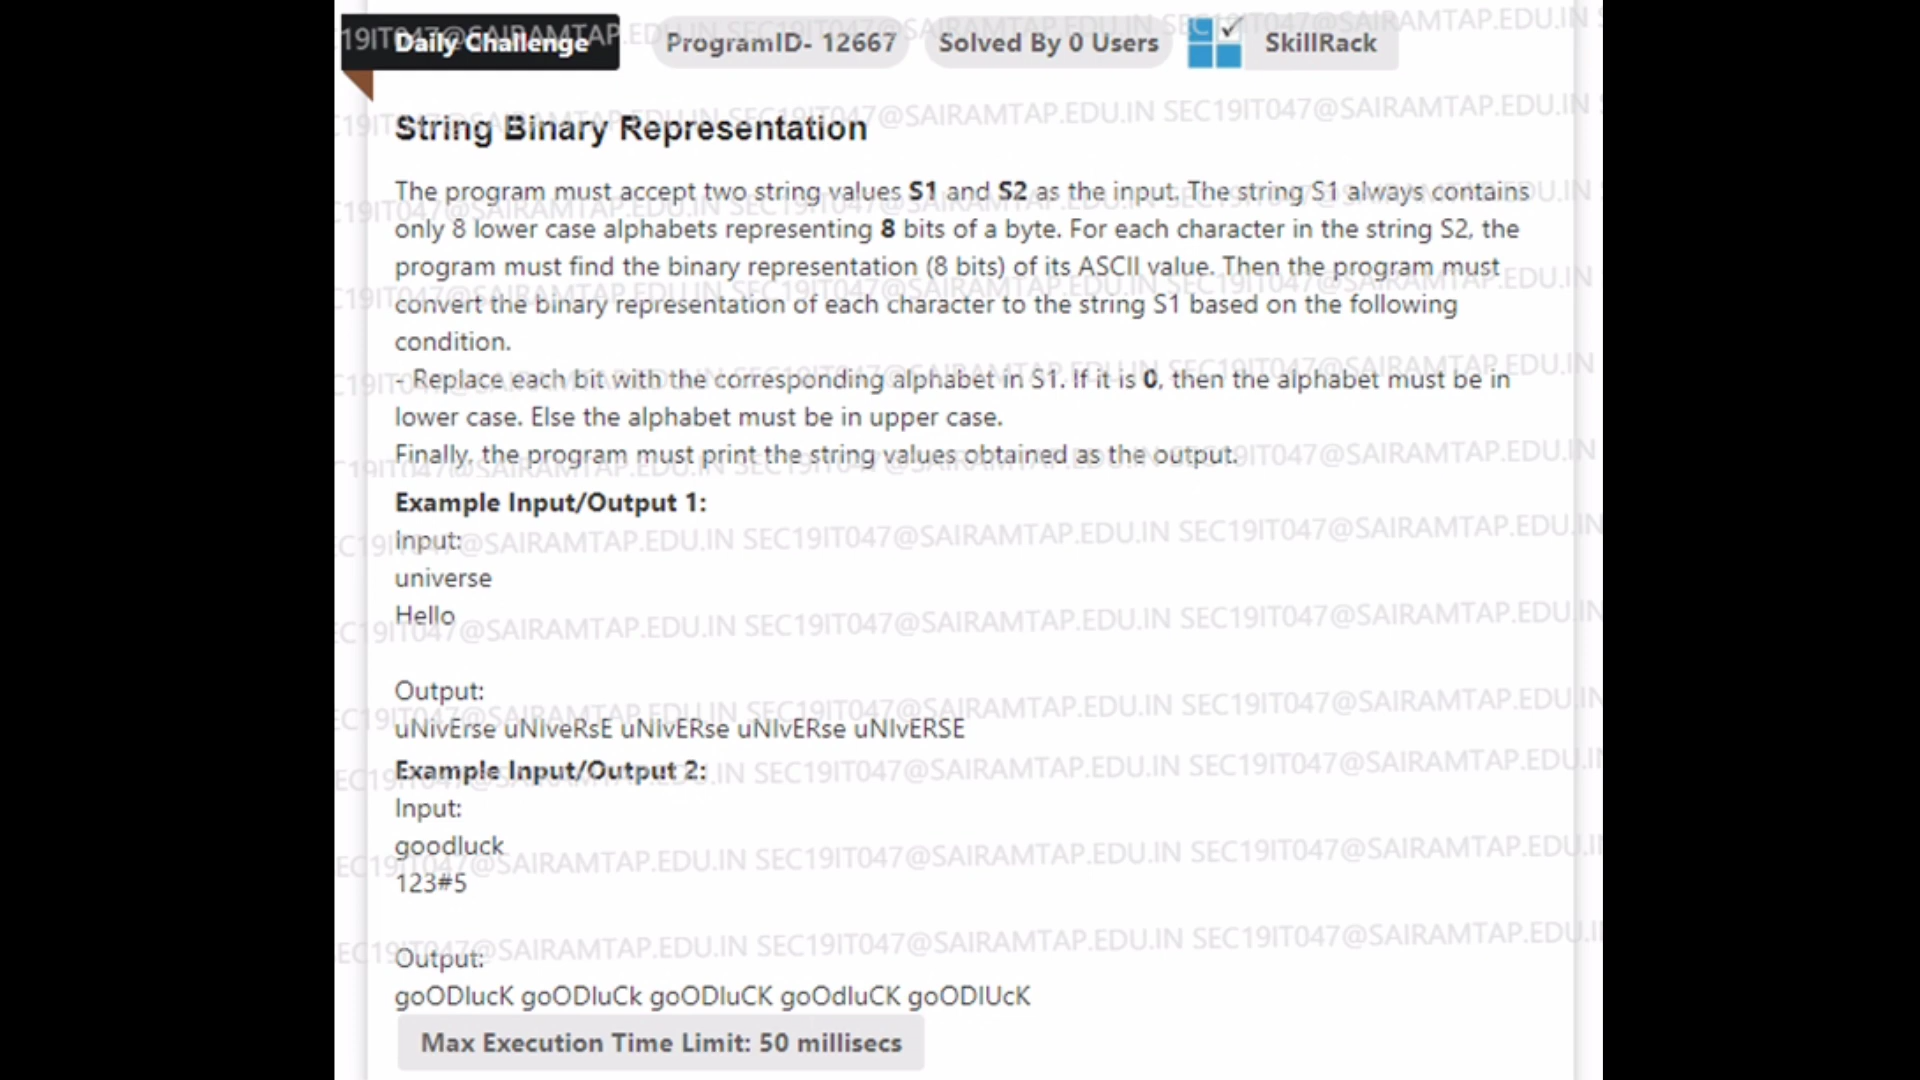 Daily Challenge ProgramID- 12667 Solved By 0 Users SkillRack
String Binary Representation
The program must accept two string values S1 and S2 as the input. The string S1 always contains
only 8 lower case alphabets representing 8 bits of a byte. For each character in the string S2, the
program must find the binary representation (8 bits) of its ASCII value. Then the program must
convert the binary representation of each character to the string S1 based on the following
condition.
- Replace each bit with the corresponding alphabet in S1. If it is 0, then the alphabet must be in
lower case. Else the alphabet must be in upper case.
Finally, the program must print the string values obtained as the output.
Example Input/Output 1:
Input:
universe
Hello
Output:
uNivErse uNIveRsE uNIvERse uNIvERse uNIvERSE
Example Input/Output 2:
Input:
goodluck
123#5
Output:
goODlucK goODluCk goODluCK goOdluCK goODlUcK
Max Execution Time Limit: 50 millisecs